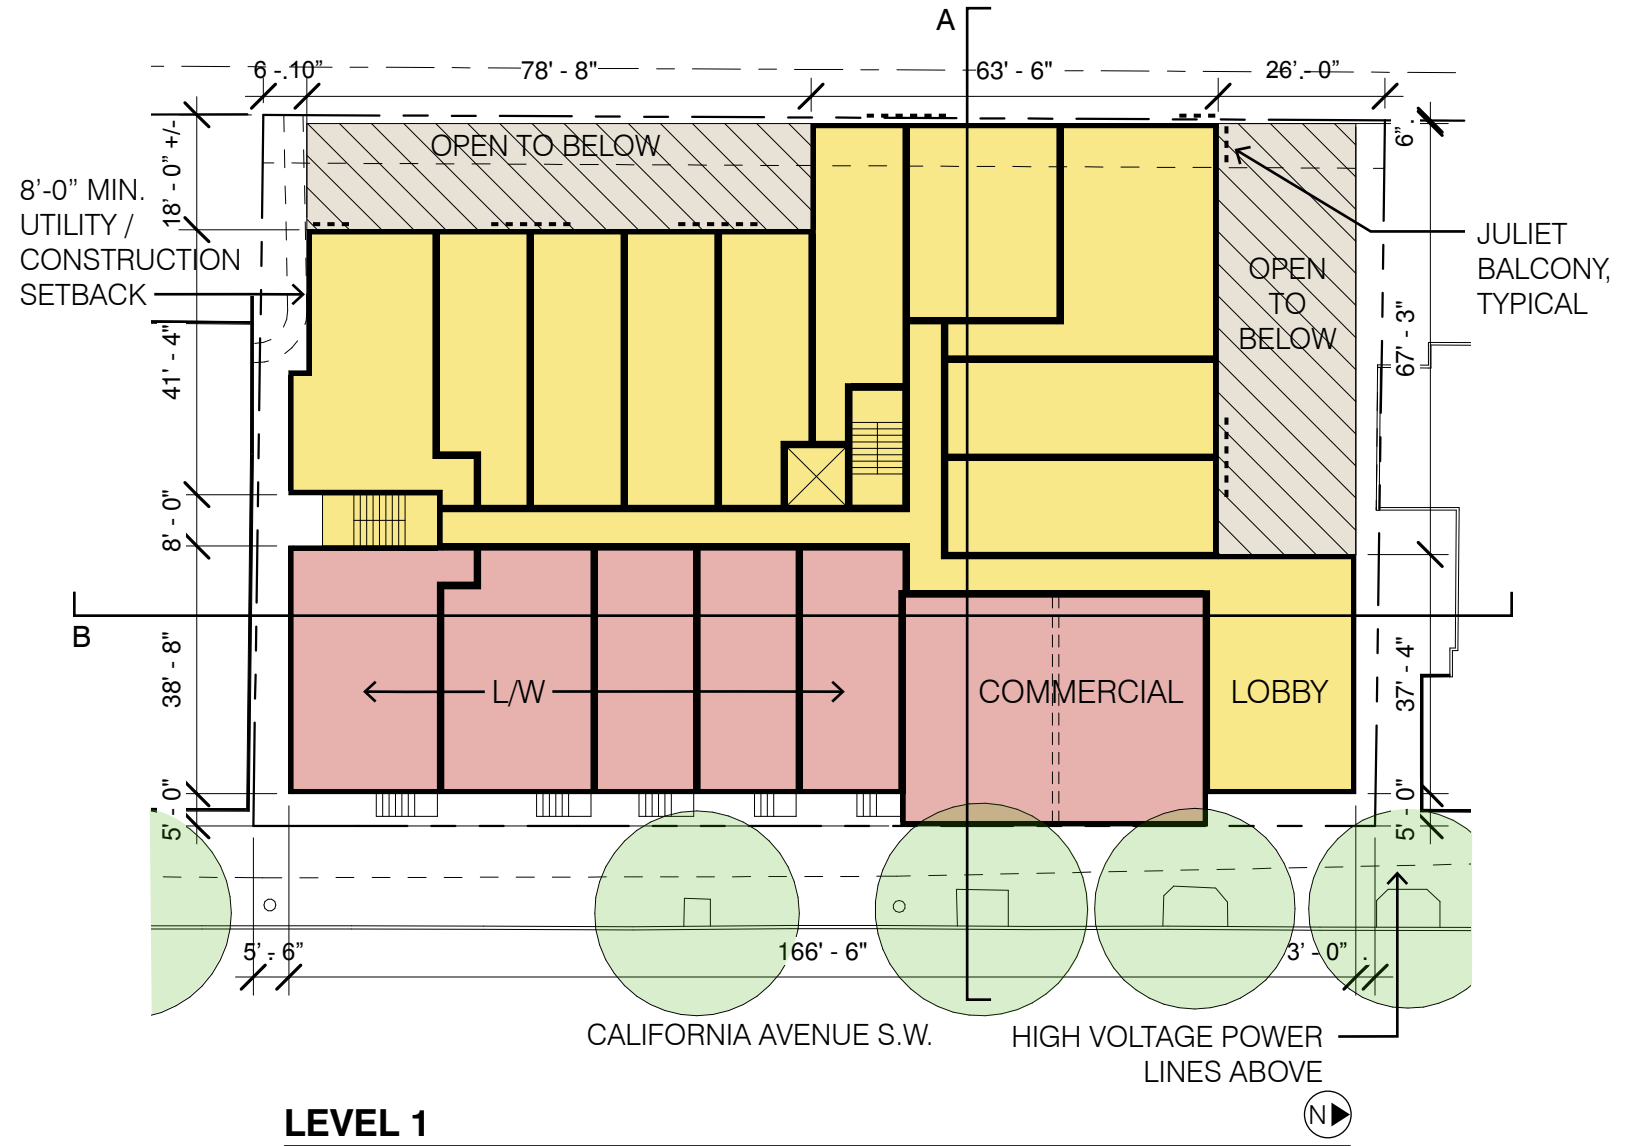 A
6 -.10”
78' - 8"
63' - 6"
26’.- 0”
18’ - 0” +/-
6” .
OPEN TO BELOW
8’-0” MIN.
UTILITY /
CONSTRUCTION
SETBACK
JULIET
BALCONY,
TYPICAL
OPEN
TO
BELOW
41' - 4"
67' - 3"
8' - 0"
B
38' - 8"
37' - 4"
L/W
COMMERCIAL
LOBBY
5' - 0"
5' - 0"
5’ - 6”
166' - 6"
3’ - 0” .
CALIFORNIA AVENUE S.W.
HIGH VOLTAGE POWER
LINES ABOVE
N
LEVEL 1